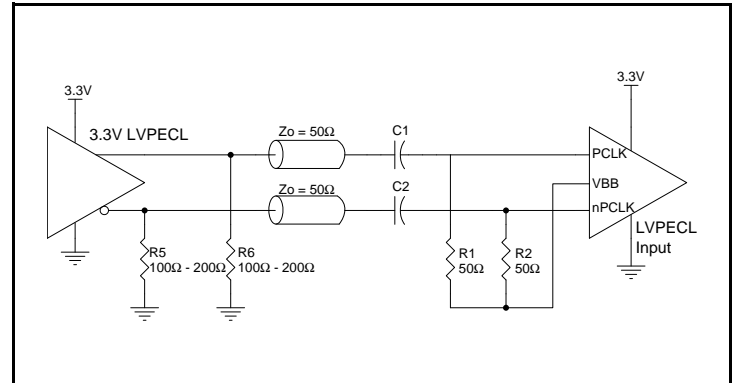 3.3V
3.3V LVPECL
Zo = 50Ω
C1
Zo = 50Ω
C2
R5
100Ω - 200Ω
R6
100Ω - 200Ω
R1
50Ω
R2
50Ω
3.3V
PCLK
VBB
nPCLK
LVPECL
Input